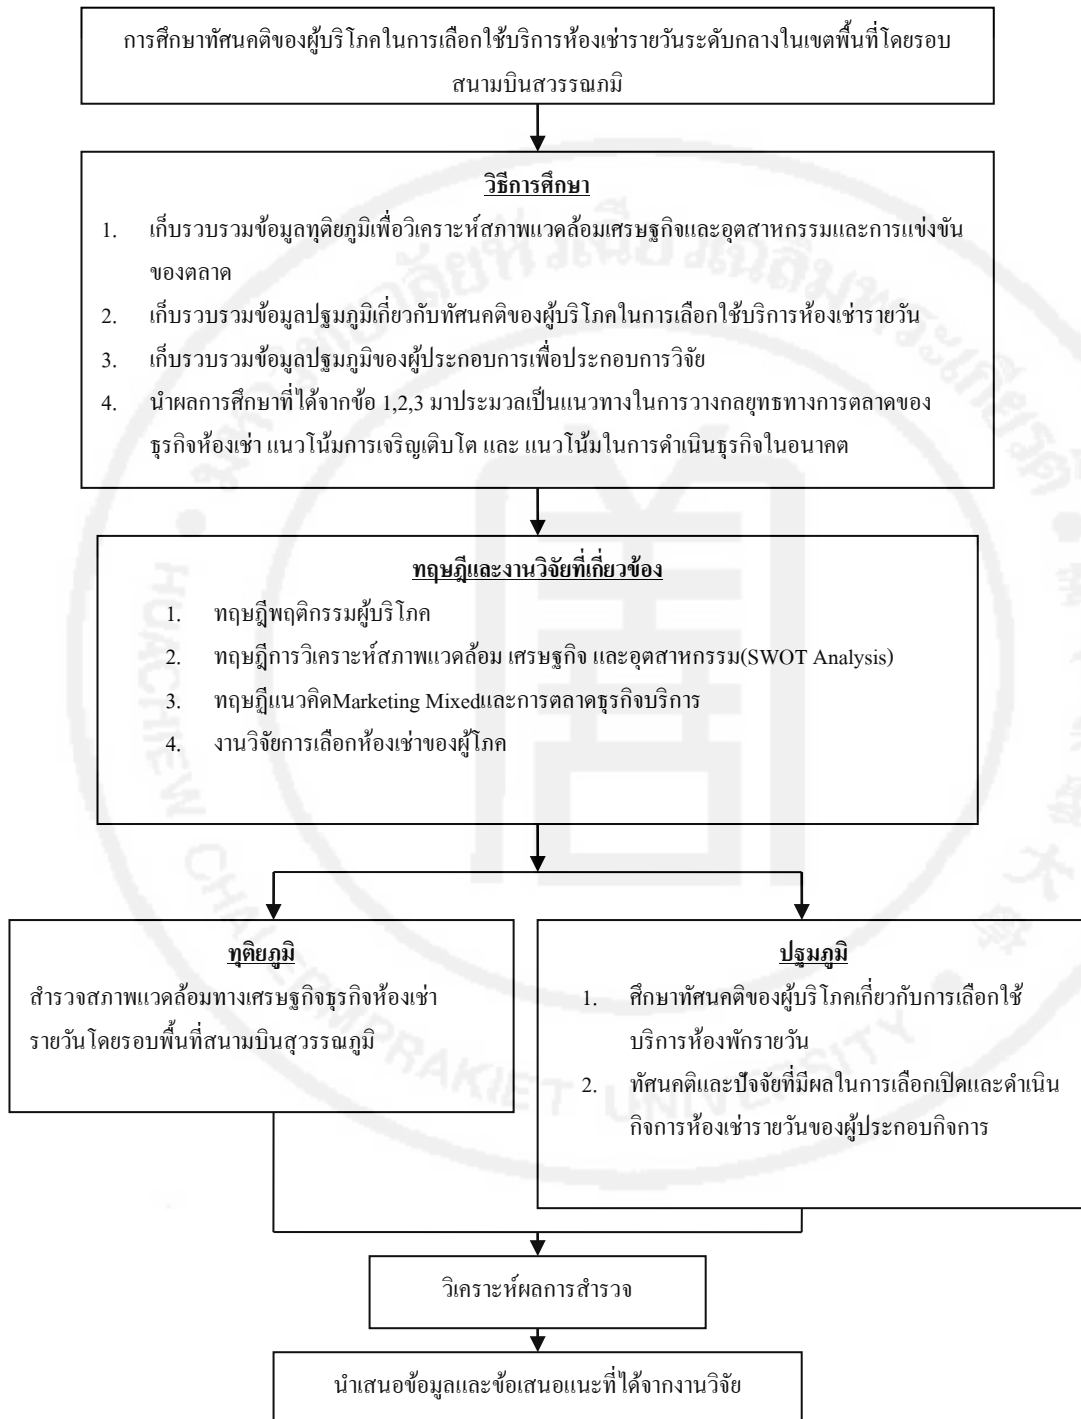 การศึกษาทัศนคติของผู้บริโภคในการเลือกใช้บริการห้องเช่ารายวันระดับกลางในเขตพื้นที่โดยรอบ
สนามบินสวรรณภมิ
วิธีการศึกษา
1. เก็บรวบรวมข้อมูลทุติยภูมิเพื่อวิเคราะห์สภาพแวดล้อมเศรษฐกิจและอุตสาหกรรมและการแข่งขัน
ของตลาด
2. เก็บรวบรวมข้อมูลปฐมภูมิเกี่ยวกับทัศนคติของผู้บริโภคในการเลือกใช้บริการห้องเช่ารายวัน
3. เก็บรวบรวมข้อมูลปฐมภูมิของผู้ประกอบการเพื่อประกอบการวิจัย
4. นำผลการศึกษาที่ได้จากข้อ 1,2,3 มาประมวลเป็นแนวทางในการวางกลยุทธทางการตลาดของ
ธุรกิจห้องเช่า แนวโน้มการเจริญเติบโต และ แนวโน้มในการดำเนินธุรกิจในอนาคต
ทฤษฎีและงานวิจัยที่เกี่ยวข้อง
1. ทฤษฎีพฤติกรรมผู้บริโภค
2. ทฤษฎีการวิเคราะห์สภาพแวดล้อม เศรษฐกิจ และอุตสาหกรรม(SWOT Analysis)
3. ทฤษฎีแนวคิดMarketing Mixedและการตลาดธุรกิจบริการ
4. งานวิจัยการเลือกห้องเช่าของผู้โภค
ทุติยภูมิ
สำรวจสภาพแวดล้อมทางเศรษฐกิจธุรกิจห้องเช่า
รายวันโดยรอบพื้นที่สนามบินสุวรรณภูมิ
ปฐมภูมิ
1. ศึกษาทัศนคติของผู้บริโภคเกี่ยวกับการเลือกใช้
บริการห้องพักรายวัน
2. ทัศนคติและปัจจัยที่มีผลในการเลือกเปิดและดำเนิน
กิจการห้องเช่ารายวันของผู้ประกอบกิจการ
วิเคราะห์ผลการสำรวจ
นำเสนอข้อมูลและข้อเสนอแนะที่ได้จากงานวิจัย
มหาวิทยาลัยหัวเฉียวเฉลิมพระเกียรติ
HUACHIEW CHALERMPRAKIET UNIVERSITY